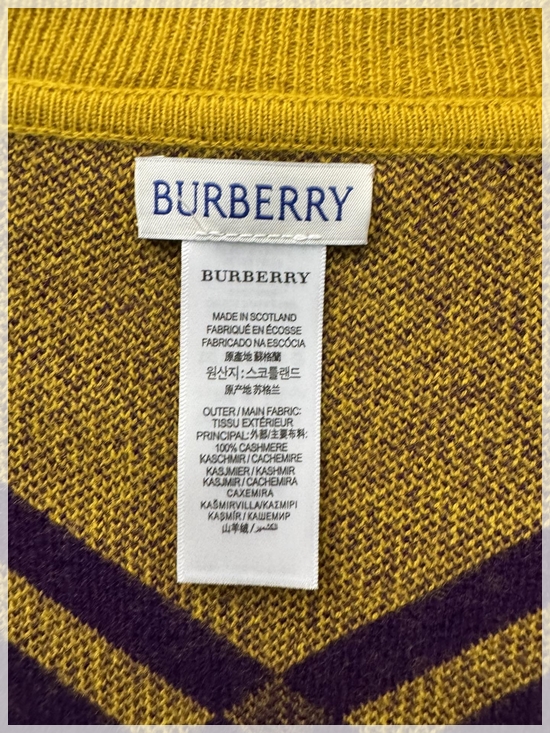 BURBERRY
BURBERRY
MADE IN SCOTLAND
FABRIQUÉ EN ÉCOSSE
FABRICADO NA ESCÓCIA
原產地 蘇格蘭
원산지 : 스코틀랜드
原产地 苏格兰
OUTER / MAIN FABRIC:
TISSU EXTÉRIEUR
PRINCIPAL:外部/主要布料:
100% CASHMERE
KASCHMIR / CACHEMIRE
KASJMIER / KASHMIR
KASJMIR / CACHEMIRA
CAXEMIRA
KAŠMIRVILLA/ΚΑΣΜΙΡΙ
KAŞMİR / КАШЕМИР
山羊绒 /